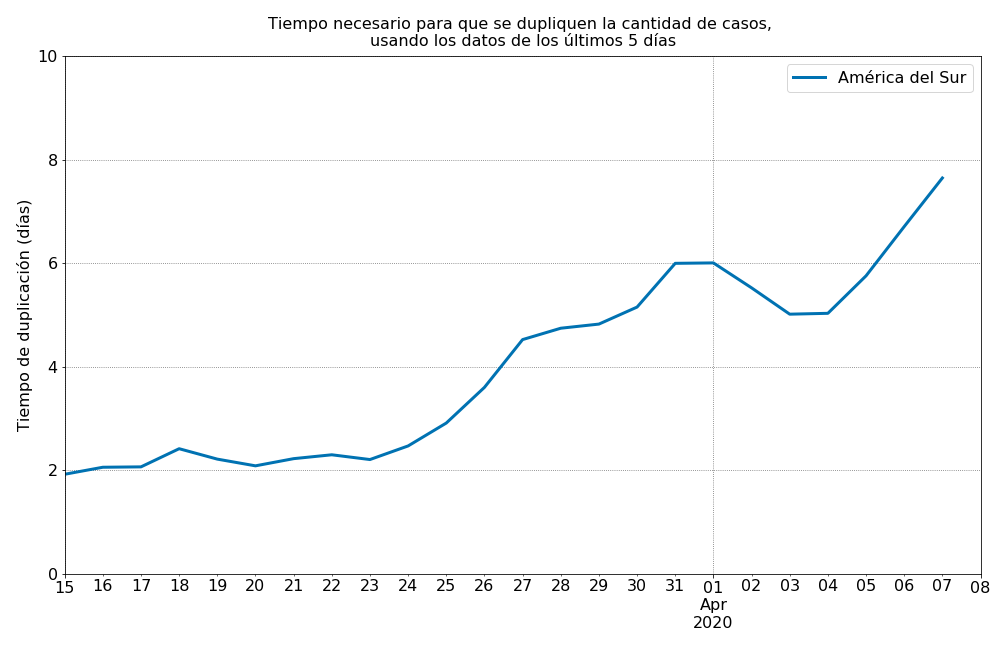 Tiempo necesario para que se dupliquen la cantidad de casos,
usando los datos de los últimos 5 días
América del Sur
Tiempo de duplicación (días)
10
8
6
4
2
0
15 16 17 18 19 20 21 22 23 24 25 26 27 28 29 30 31 01 02 03 04 05 06 07 08
Apr
2020